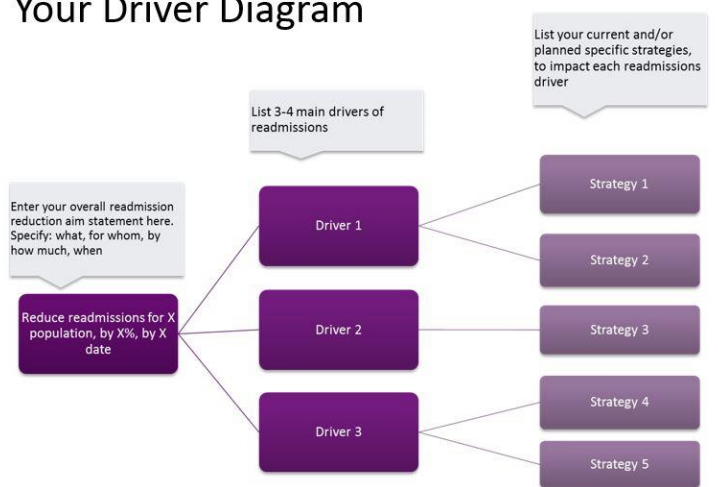 Your Driver Diagram
List your current and/or
planned specific strategies,
to impact each readmissions
driver
List 3-4 main drivers of
readmissions
Enter your overall readmission
reduction aim statement here.
Specify: what, for whom, by
how much, when
Reduce readmissions for X
population, by X%, by X
date
Driver 1
Driver 2
Driver 3
Strategy 1
Strategy 2
Strategy 3
Strategy 4
Strategy 5